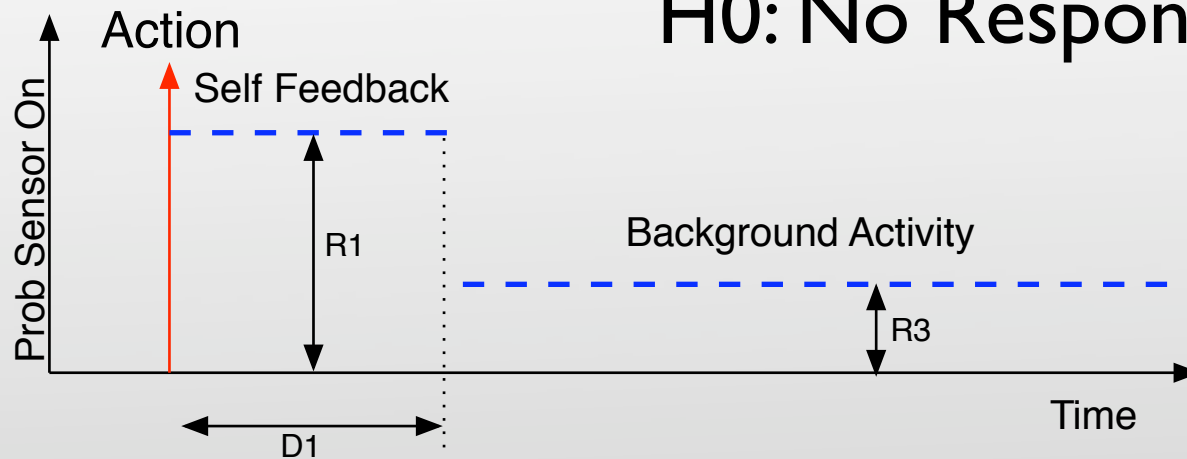 H0: No Respon
Action
Self Feedback
Prob Sensor On
R1
Background Activity
R3
Time
D1